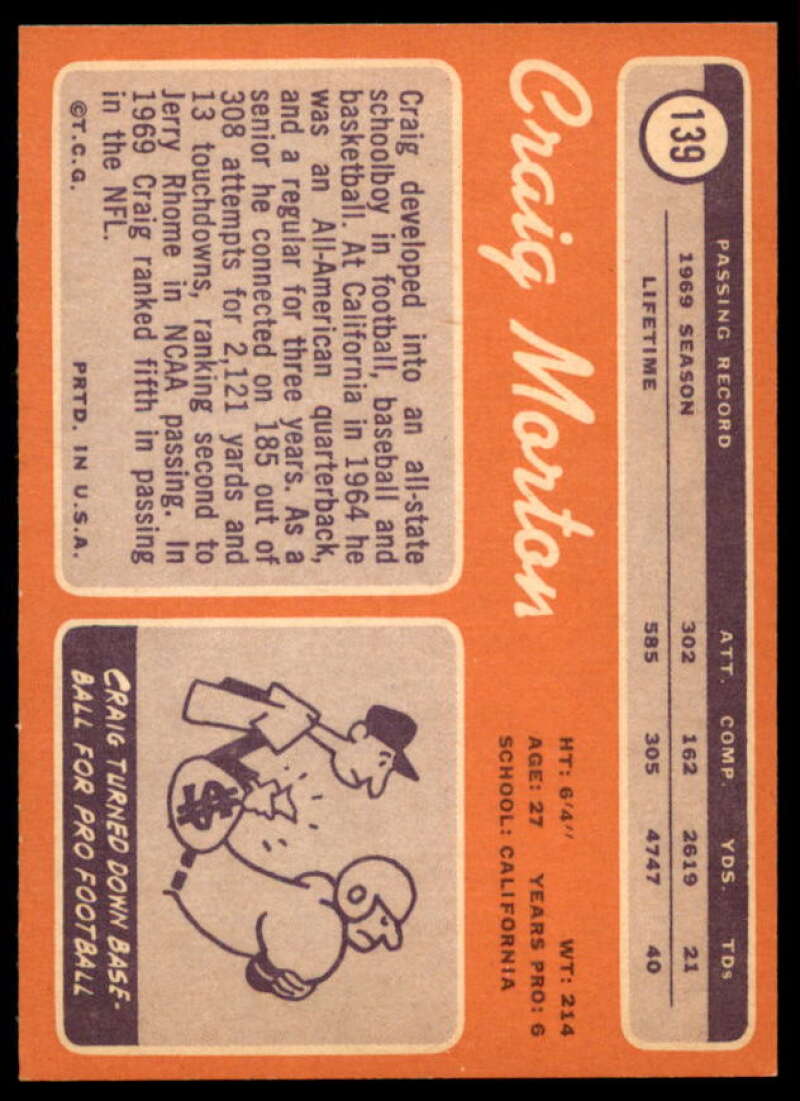 139
PASSING RECORD ATT. COMP. YDS. TDs
1969 SEASON 302 162 2619 21
LIFETIME 585 305 4747 40
Craig Morton
HT: 6'4" WT: 214
AGE: 27 YEARS PRO: 6
SCHOOL: CALIFORNIA
Craig developed into an all-state
schoolboy in football, baseball and
basketball. At California in 1964 he
was an All-American quarterback,
and a regular for three years. As a
senior he connected on 185 out of
308 attempts for 2,121 yards and
13 touchdowns, ranking second to
Jerry Rhome in NCAA passing. In
1969 Craig ranked fifth in passing
in the NFL.
©T.C.G. PRTD. IN U.S.A.
$
CRAIG TURNED DOWN BASE-
BALL FOR PRO FOOTBALL